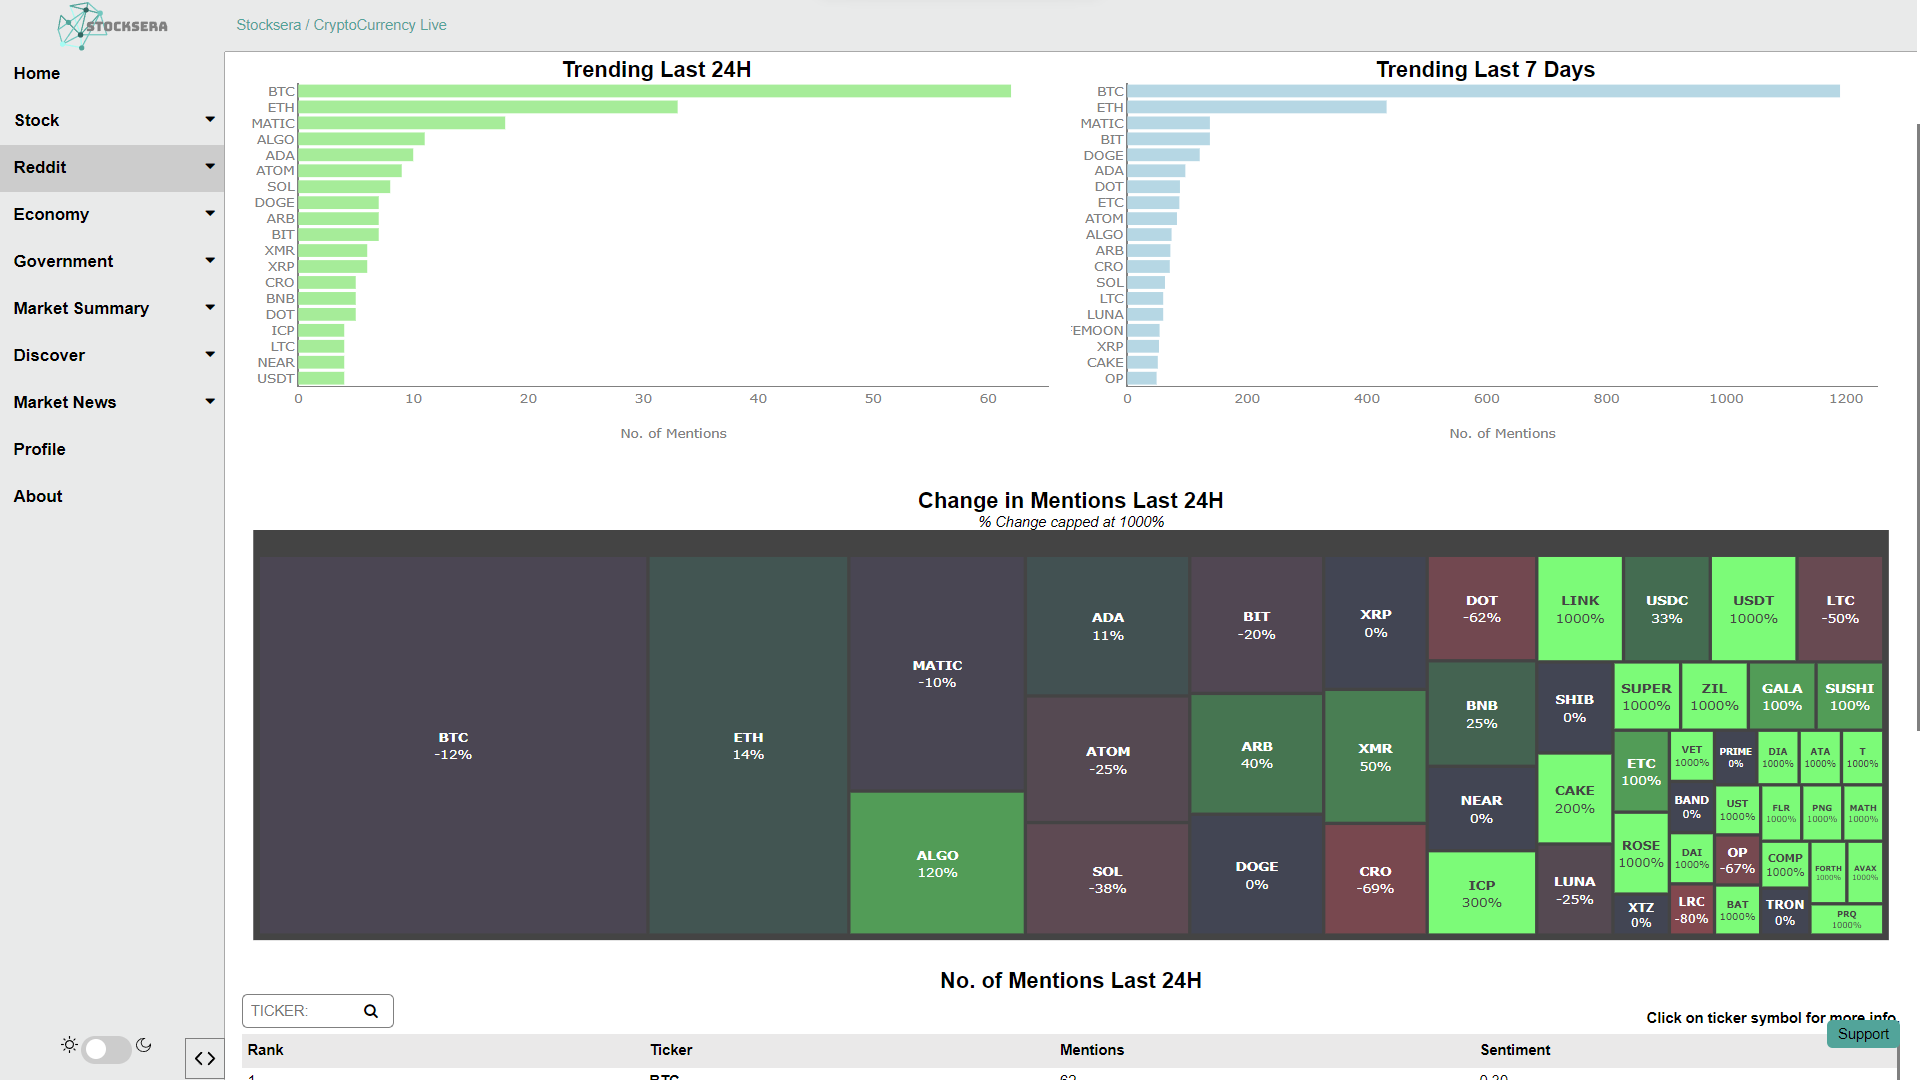 STOCKSERA
Stocksera / CryptoCurrency Live
Home
Stock
Reddit
Economy
Government
Market Summary
Discover
Market News
Profile
About
Trending Last 24H
BTC
ETH
MATIC
ALGO
ADA
ATOM
SOL
DOGE
ARB
BIT
XMR
XRP
CRO
BNB
DOT
ICP
LTC
NEAR
USDT
0 10 20 30 40 50 60
No. of Mentions
Trending Last 7 Days
BTC
ETH
MATIC
BIT
DOGE
ADA
DOT
ETC
ATOM
ALGO
ARB
CRO
SOL
LTC
LUNA
FEMOON
XRP
CAKE
OP
0 200 400 600 800 1000 1200
No. of Mentions
Change in Mentions Last 24H
% Change capped at 1000%
BTC
-12%
ETH
14%
MATIC
-10%
ALGO
120%
ADA
11%
ATOM
-25%
SOL
-38%
BIT
-20%
ARB
40%
DOGE
0%
XRP
0%
XMR
50%
CRO
-69%
DOT
-62%
BNB
25%
NEAR
0%
ICP
300%
LINK
1000%
USDC
33%
USDT
1000%
LTC
-50%
SHIB
0%
CAKE
200%
LUNA
-25%
SUPER
1000%
ZIL
1000%
GALA
100%
SUSHI
100%
ETC
100%
ROSE
1000%
XTZ
0%
VET
1000%
PRIME
0%
DIA
1000%
ATA
1000%
T
1000%
BAND
0%
DAI
1000%
LRC
-80%
UST
1000%
OP
-67%
BAT
1000%
FLR
1000%
PNG
1000%
MATH
1000%
COMP
1000%
TRON
0%
FORTH
1000%
AVAX
1000%
PRQ
1000%
No. of Mentions Last 24H
TICKER:
Click on ticker symbol for more info.
Support
Rank Ticker Mentions Sentiment
1 BTC 62 0.20